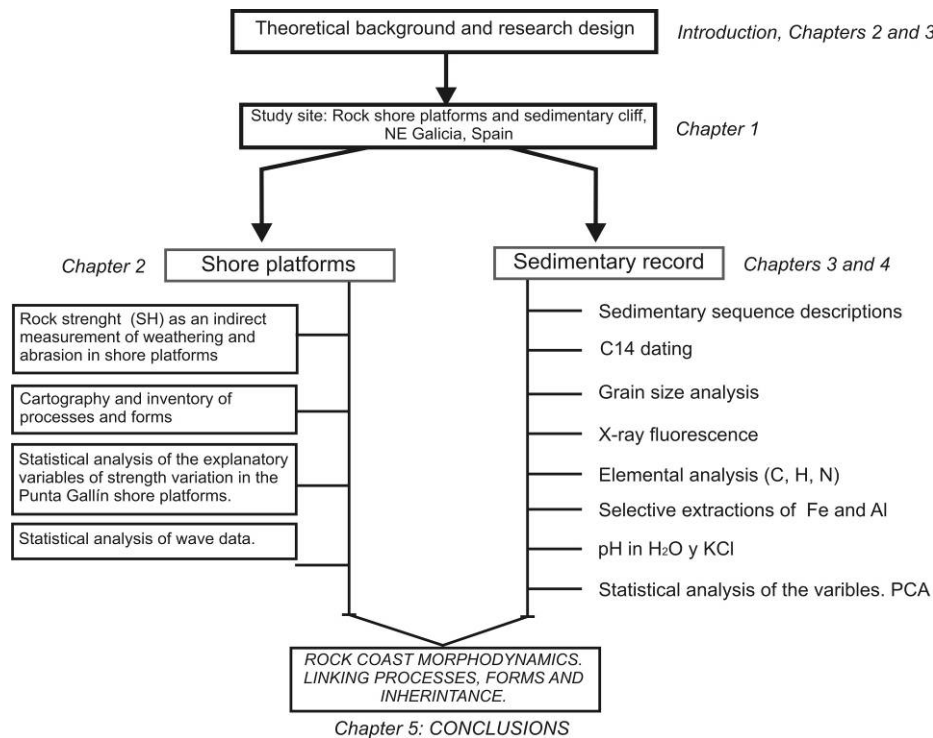 Theoretical background and research design
Introduction, Chapters 2 and 3
Study site: Rock shore platforms and sedimentary cliff,
NE Galicia, Spain
Chapter 1
Chapter 2
Shore platforms
Rock strenght (SH) as an indirect
measurement of weathering and
abrasion in shore platforms
Cartography and inventory of
processes and forms
Statistical analysis of the explanatory
variables of strength variation in the
Punta Gallín shore platforms.
Statistical analysis of wave data.
Sedimentary record
Chapters 3 and 4
Sedimentary sequence descriptions
C14 dating
Grain size analysis
X-ray fluorescence
Elemental analysis (C, H, N)
Selective extractions of Fe and Al
pH in H₂O y KCl
Statistical analysis of the varibles. PCA
ROCK COAST MORPHODYNAMICS.
LINKING PROCESSES, FORMS AND
INHERINTANCE.
Chapter 5: CONCLUSIONS